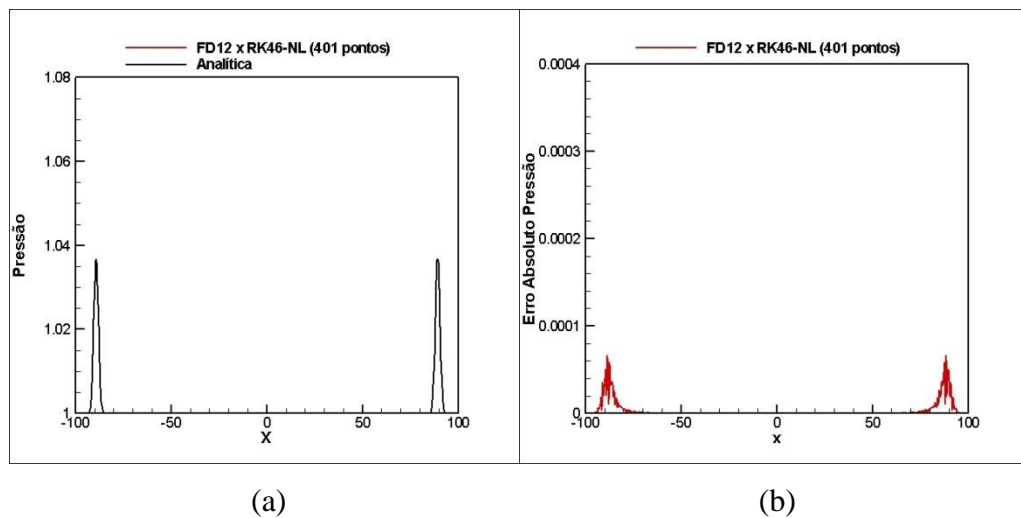 FD12 x RK46-NL (401 pontos)
Analítica
1.08
1.06
1.04
1.02
1
-100
-50
0
50
100
X
Pressão
FD12 x RK46-NL (401 pontos)
0.0004
0.0003
0.0002
0.0001
0
-100
-50
0
50
100
x
Erro Absoluto Pressão
(a)
(b)